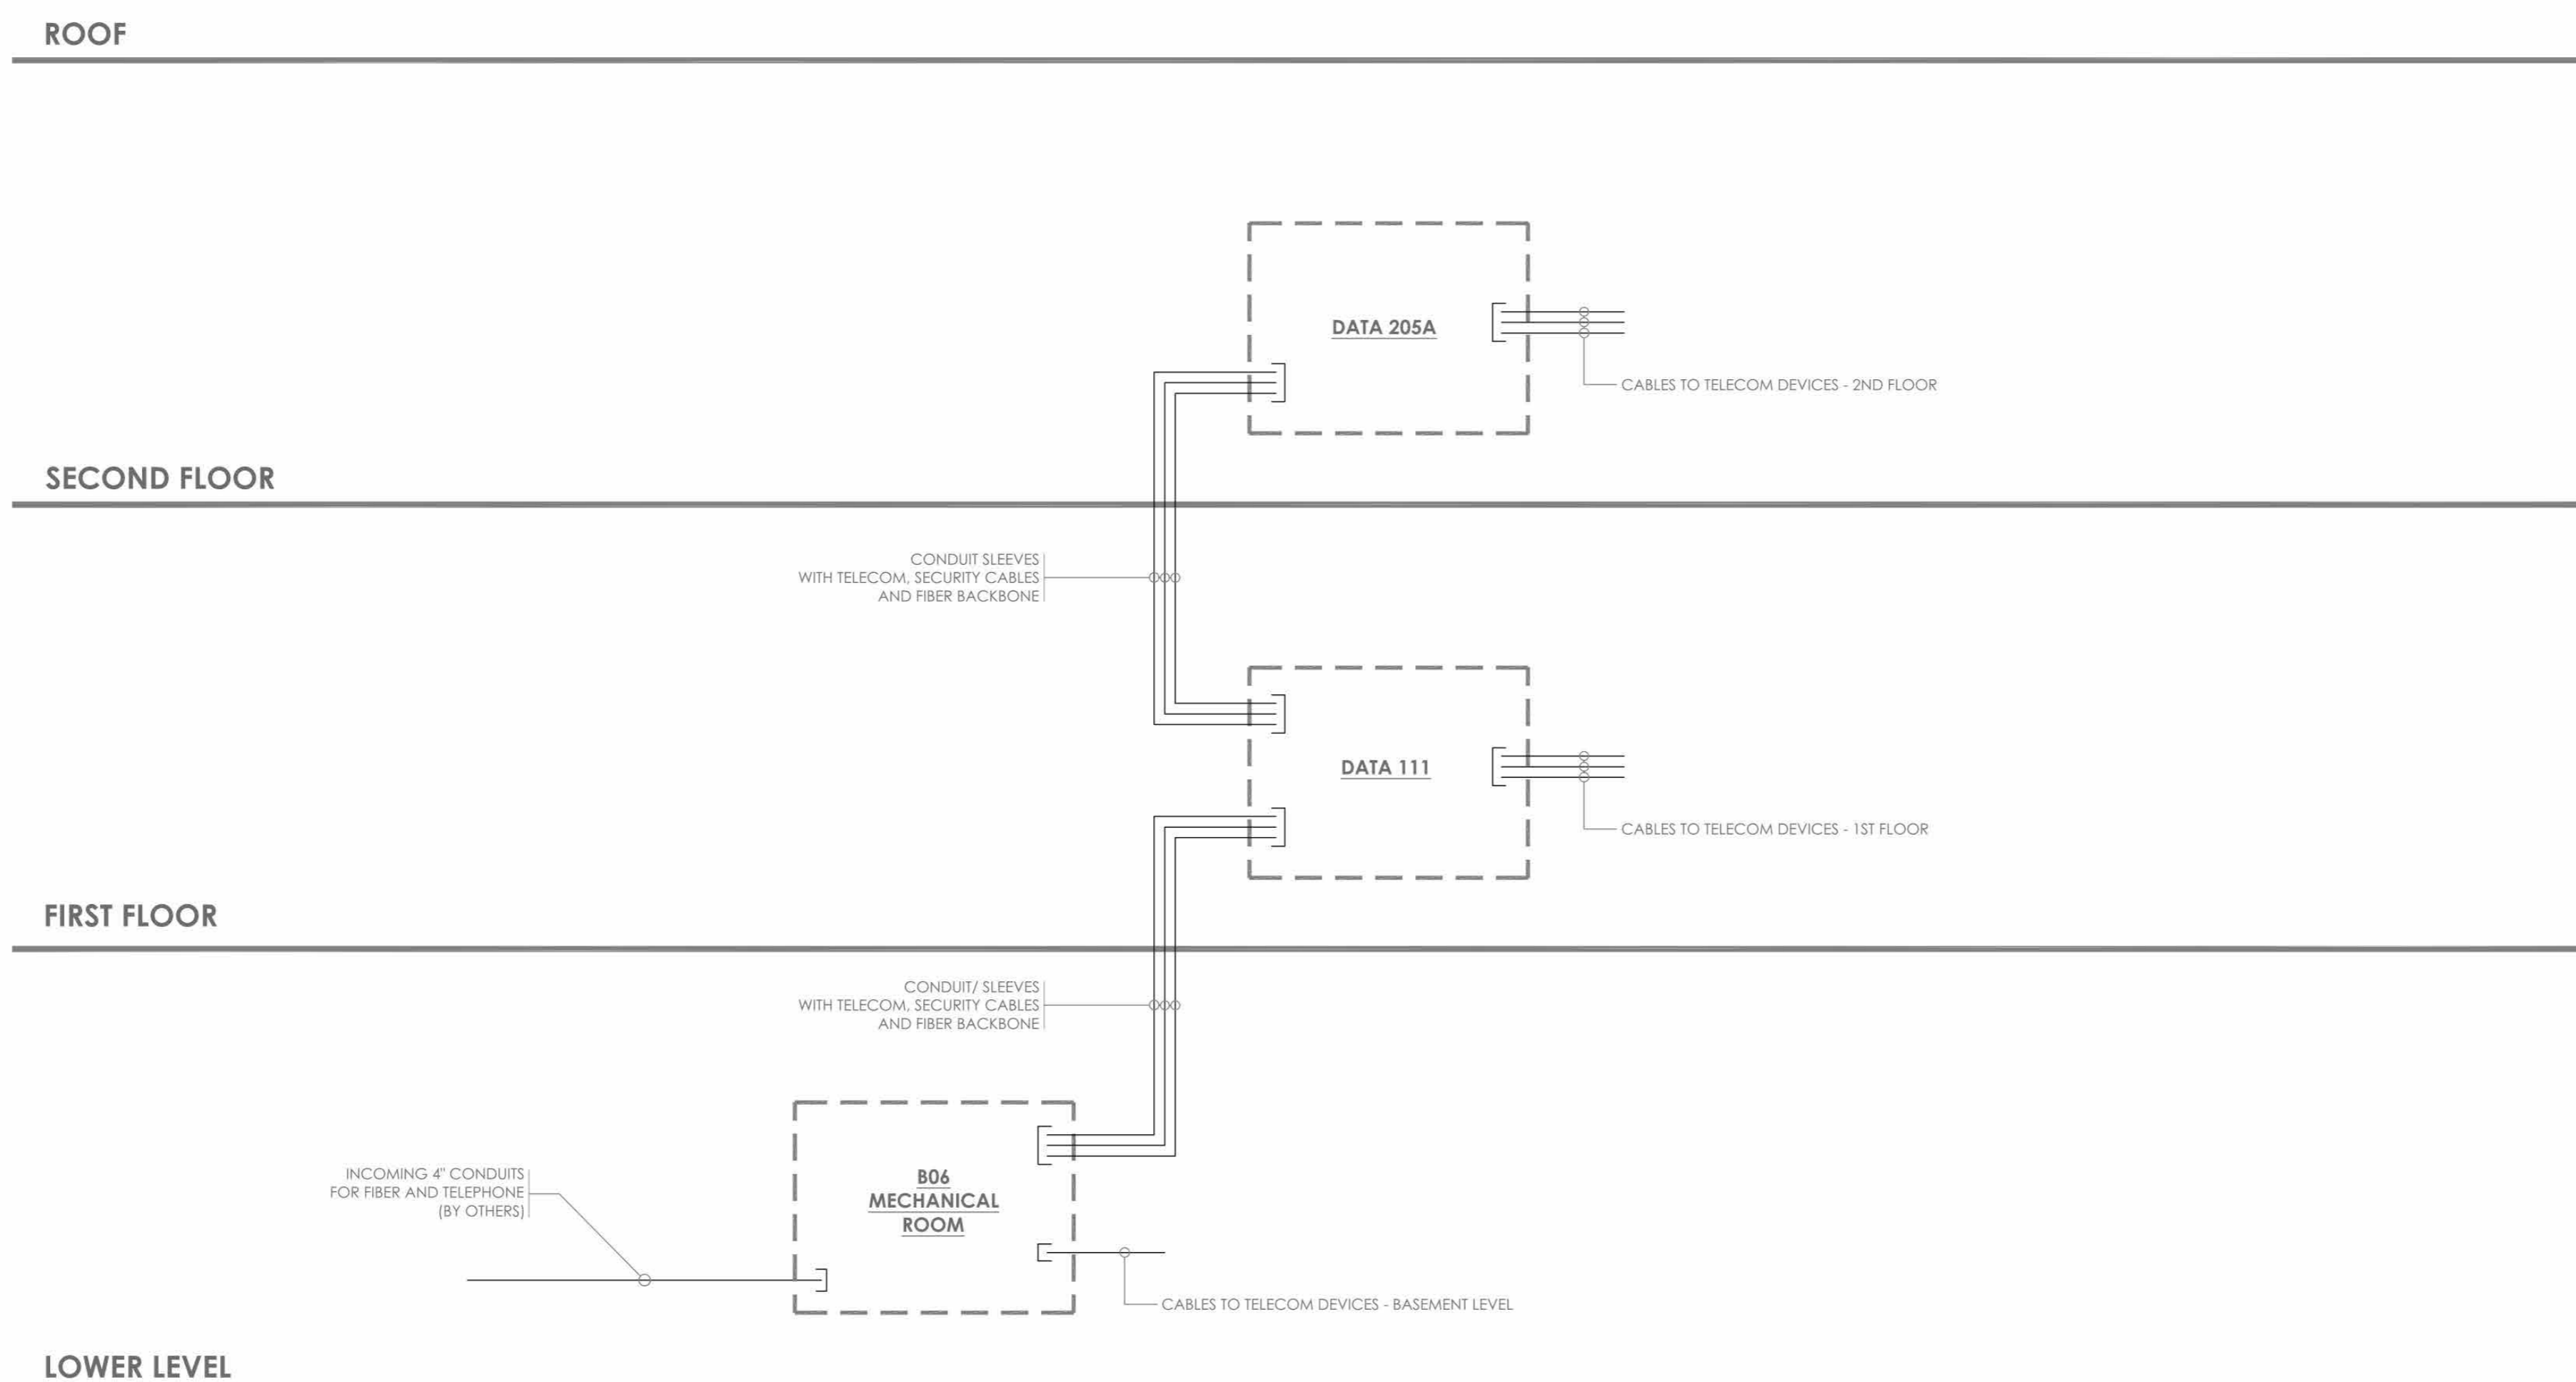 ROOF
DATA 205A
CABLES TO TELECOM DEVICES - 2ND FLOOR
SECOND FLOOR
CONDUIT SLEEVES
WITH TELECOM, SECURITY CABLES
AND FIBER BACKBONE
DATA 111
CABLES TO TELECOM DEVICES - 1ST FLOOR
FIRST FLOOR
CONDUIT/ SLEEVES
WITH TELECOM, SECURITY CABLES
AND FIBER BACKBONE
INCOMING 4" CONDUITS
FOR FIBER AND TELEPHONE
(BY OTHERS)
B06
MECHANICAL
ROOM
CABLES TO TELECOM DEVICES - BASEMENT LEVEL
LOWER LEVEL